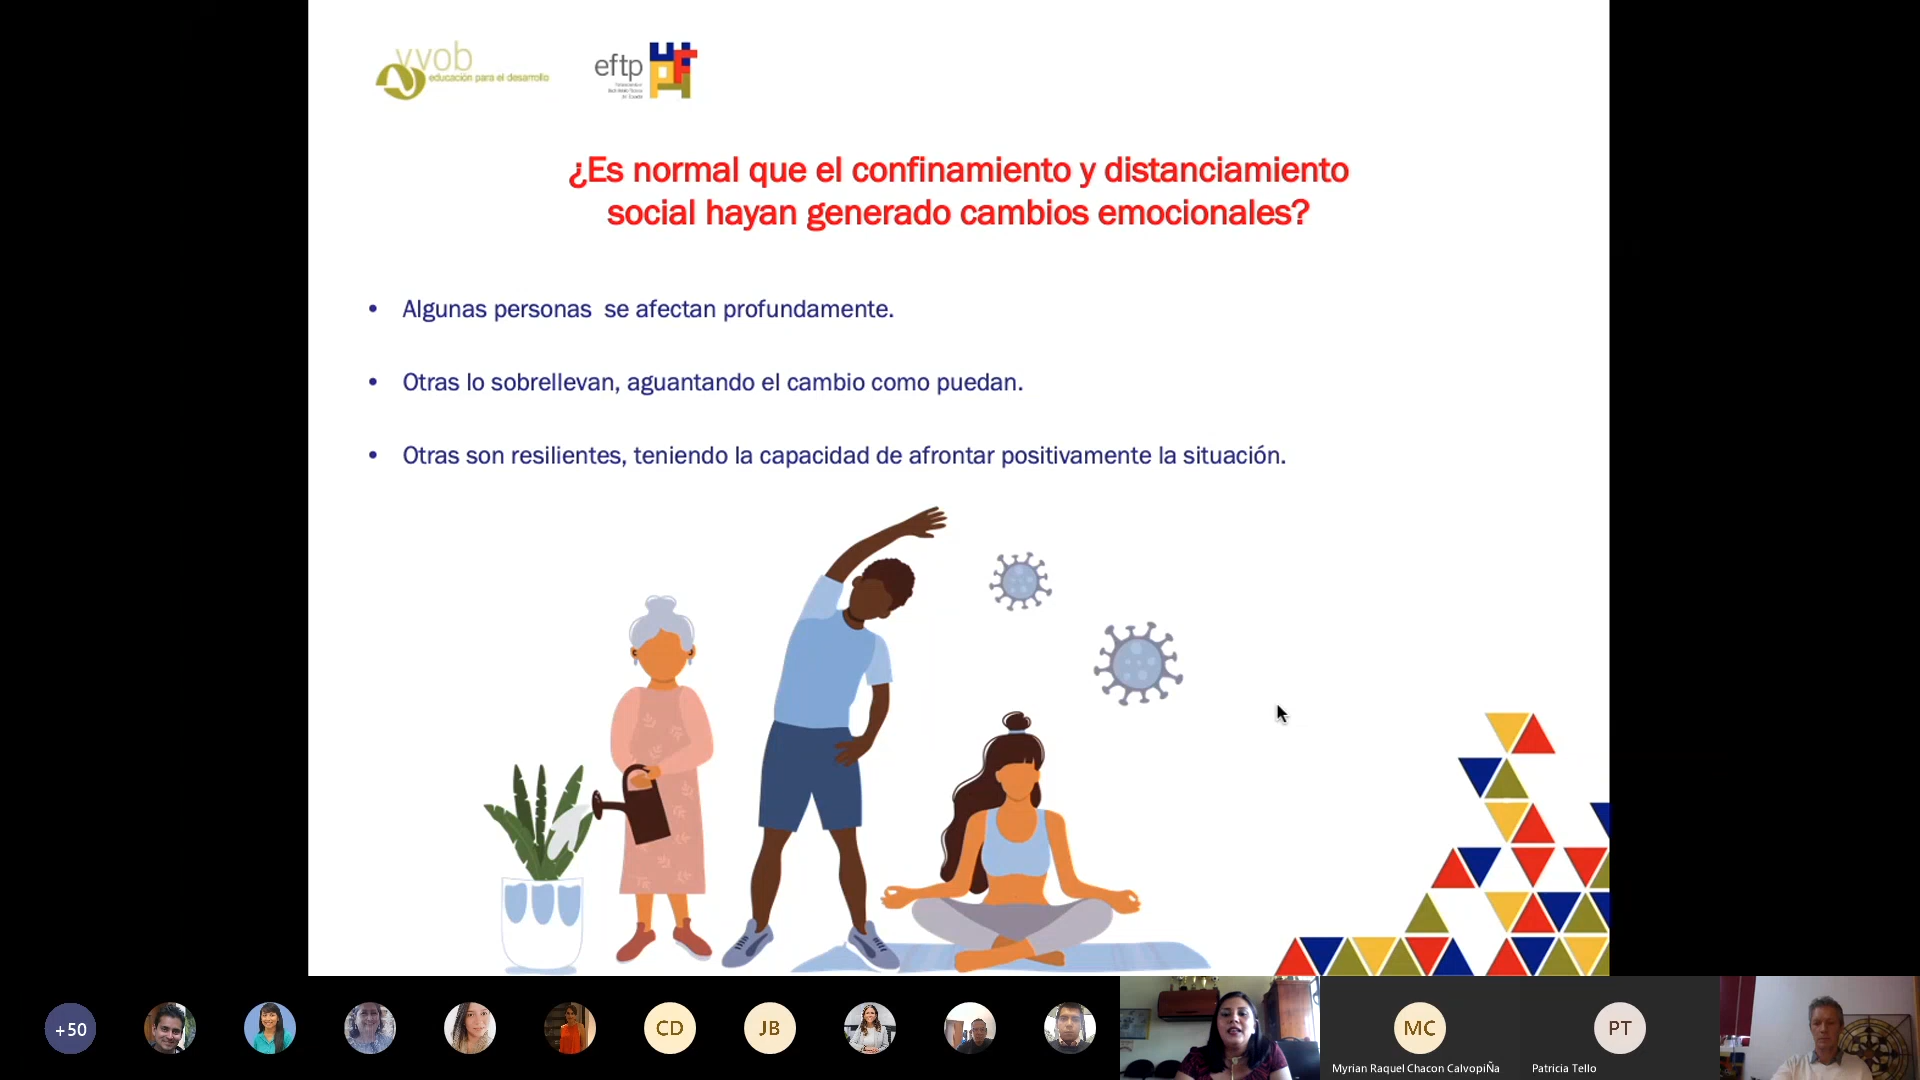 vvob
educación para el desarrollo
eftp
¿Es normal que el confinamiento y distanciamiento
social hayan generado cambios emocionales?
• Algunas personas se afectan profundamente.
• Otras lo sobrellevan, aguantando el cambio como puedan.
• Otras son resilientes, teniendo la capacidad de afrontar positivamente la situación.
+50
CD
JB
MC
PT
Myrian Raquel Chacon CalvopiÑa
Patricia Tello